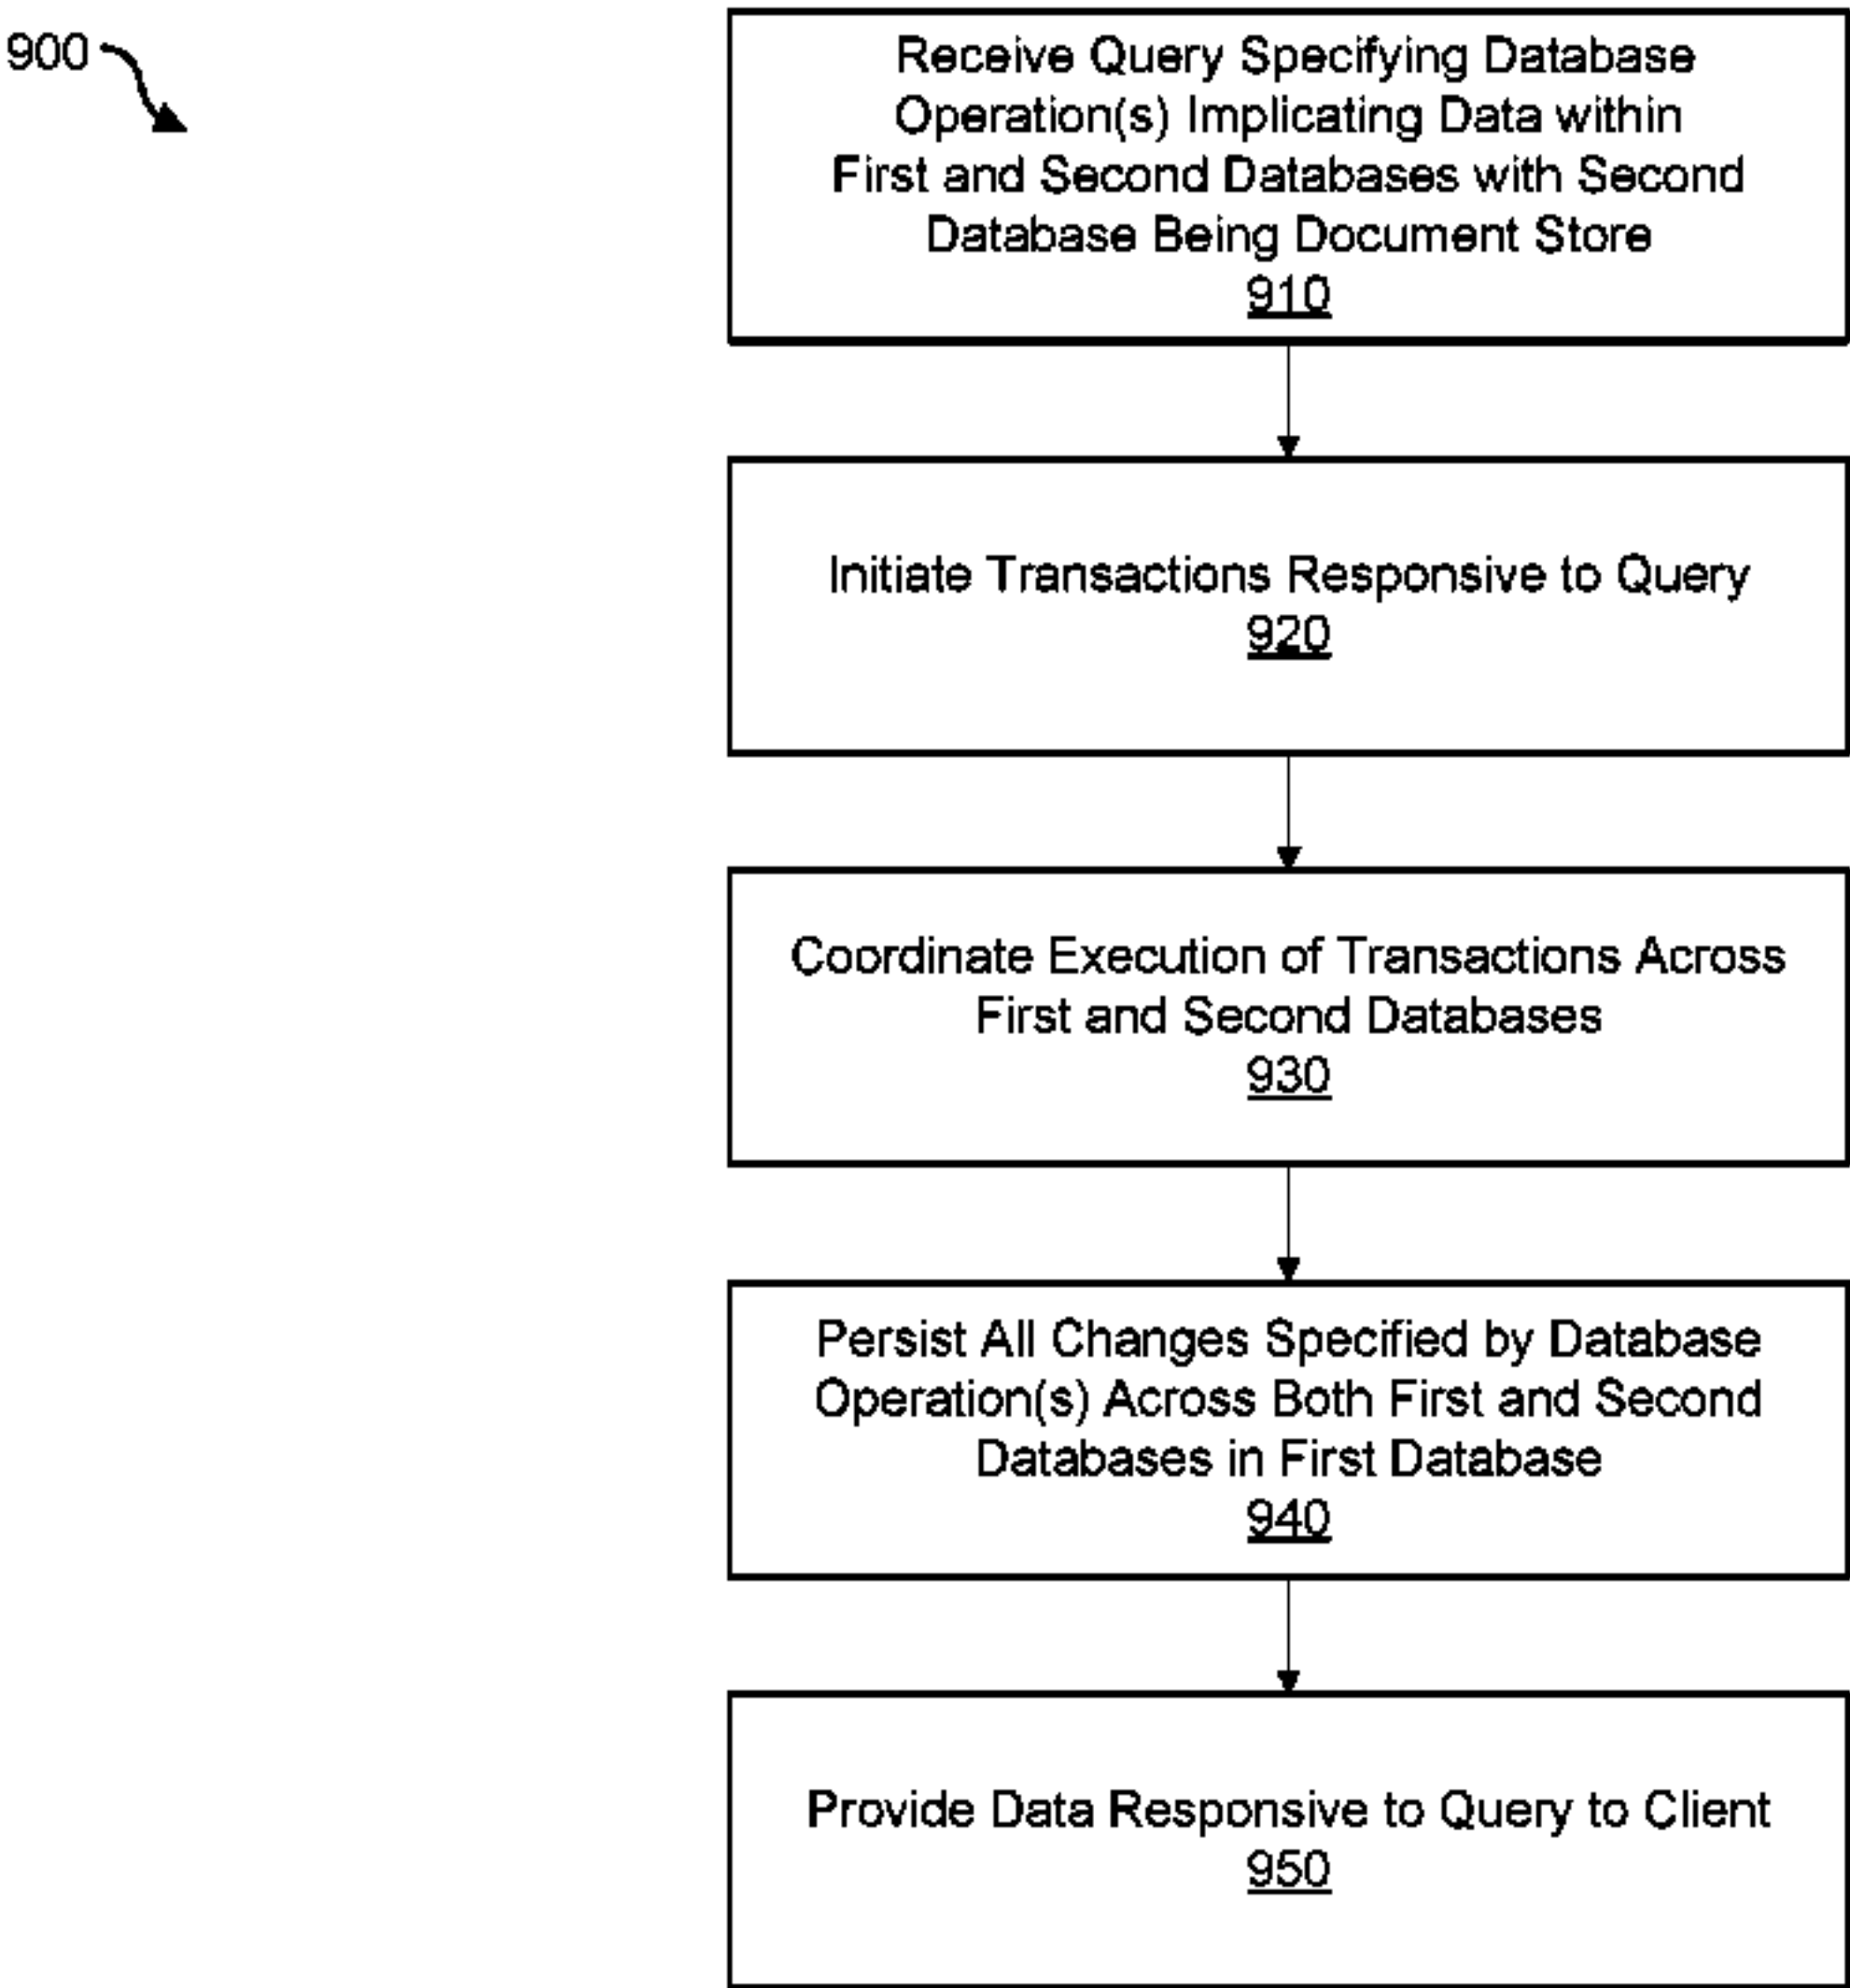 900
Receive Query Specifying Database
Operation(s) Implicating Data within
First and Second Databases with Second
Database Being Document Store
910
Initiate Transactions Responsive to Query
920
Coordinate Execution of Transactions Across
First and Second Databases
930
Persist All Changes Specified by Database
Operation(s) Across Both First and Second
Databases in First Database
940
Provide Data Responsive to Query to Client
950